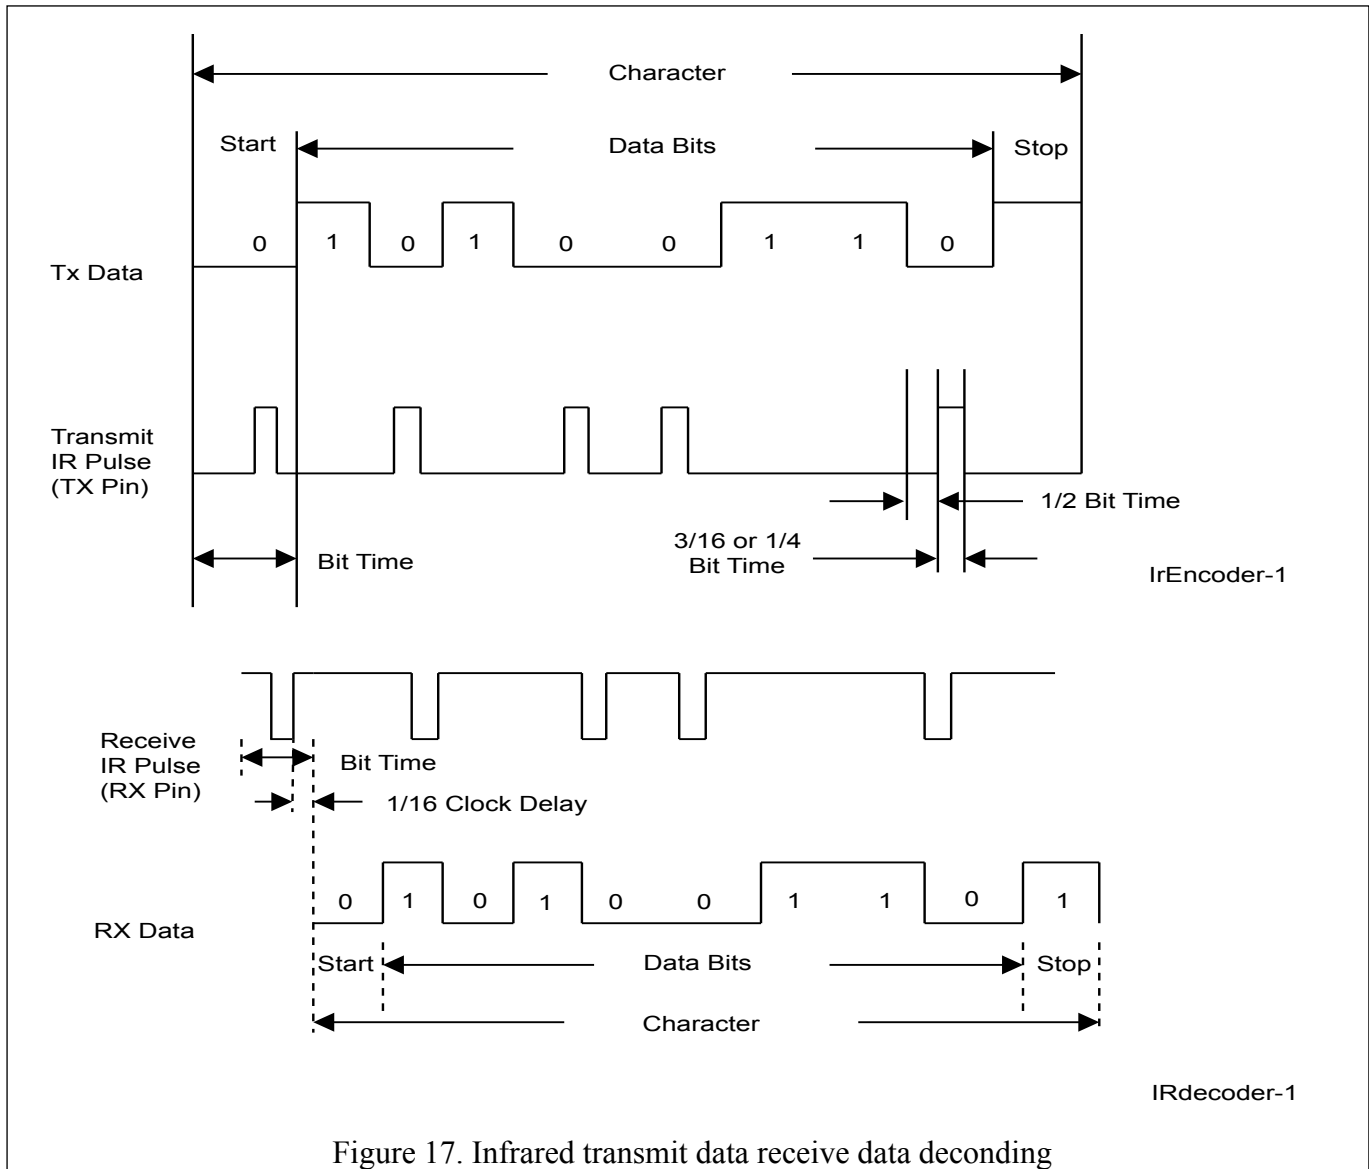 Character
Start
Data Bits
Stop
0 1 0 1 0 0 1 1 0
Tx Data
Transmit
IR Pulse
(TX Pin)
1/2 Bit Time
3/16 or 1/4
Bit Time
Bit Time
IrEncoder-1
Receive
IR Pulse
(RX Pin)
Bit Time
1/16 Clock Delay
0 1 0 1 0 0 1 1 0 1
RX Data
Start
Data Bits
Stop
Character
IRdecoder-1
Figure 17. Infrared transmit data receive data deconding